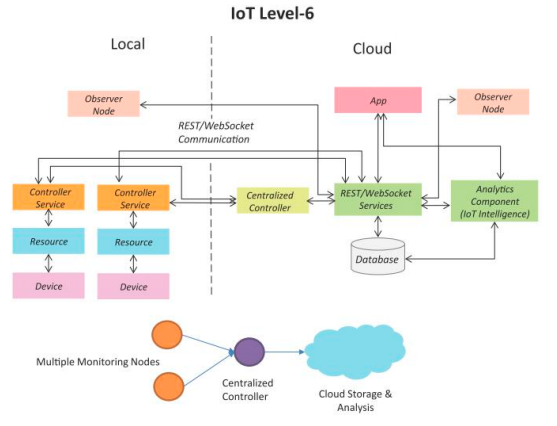 IoT Level-6
Local
Cloud
Observer
Node
App
Observer
Node
REST/WebSocket
Communication
Controller
Service
Controller
Service
Centralized
Controller
REST/WebSocket
Services
Analytics
Component
(IoT Intelligence)
Resource
Resource
Database
Device
Device
Multiple Monitoring Nodes
Centralized
Controller
Cloud Storage &
Analysis